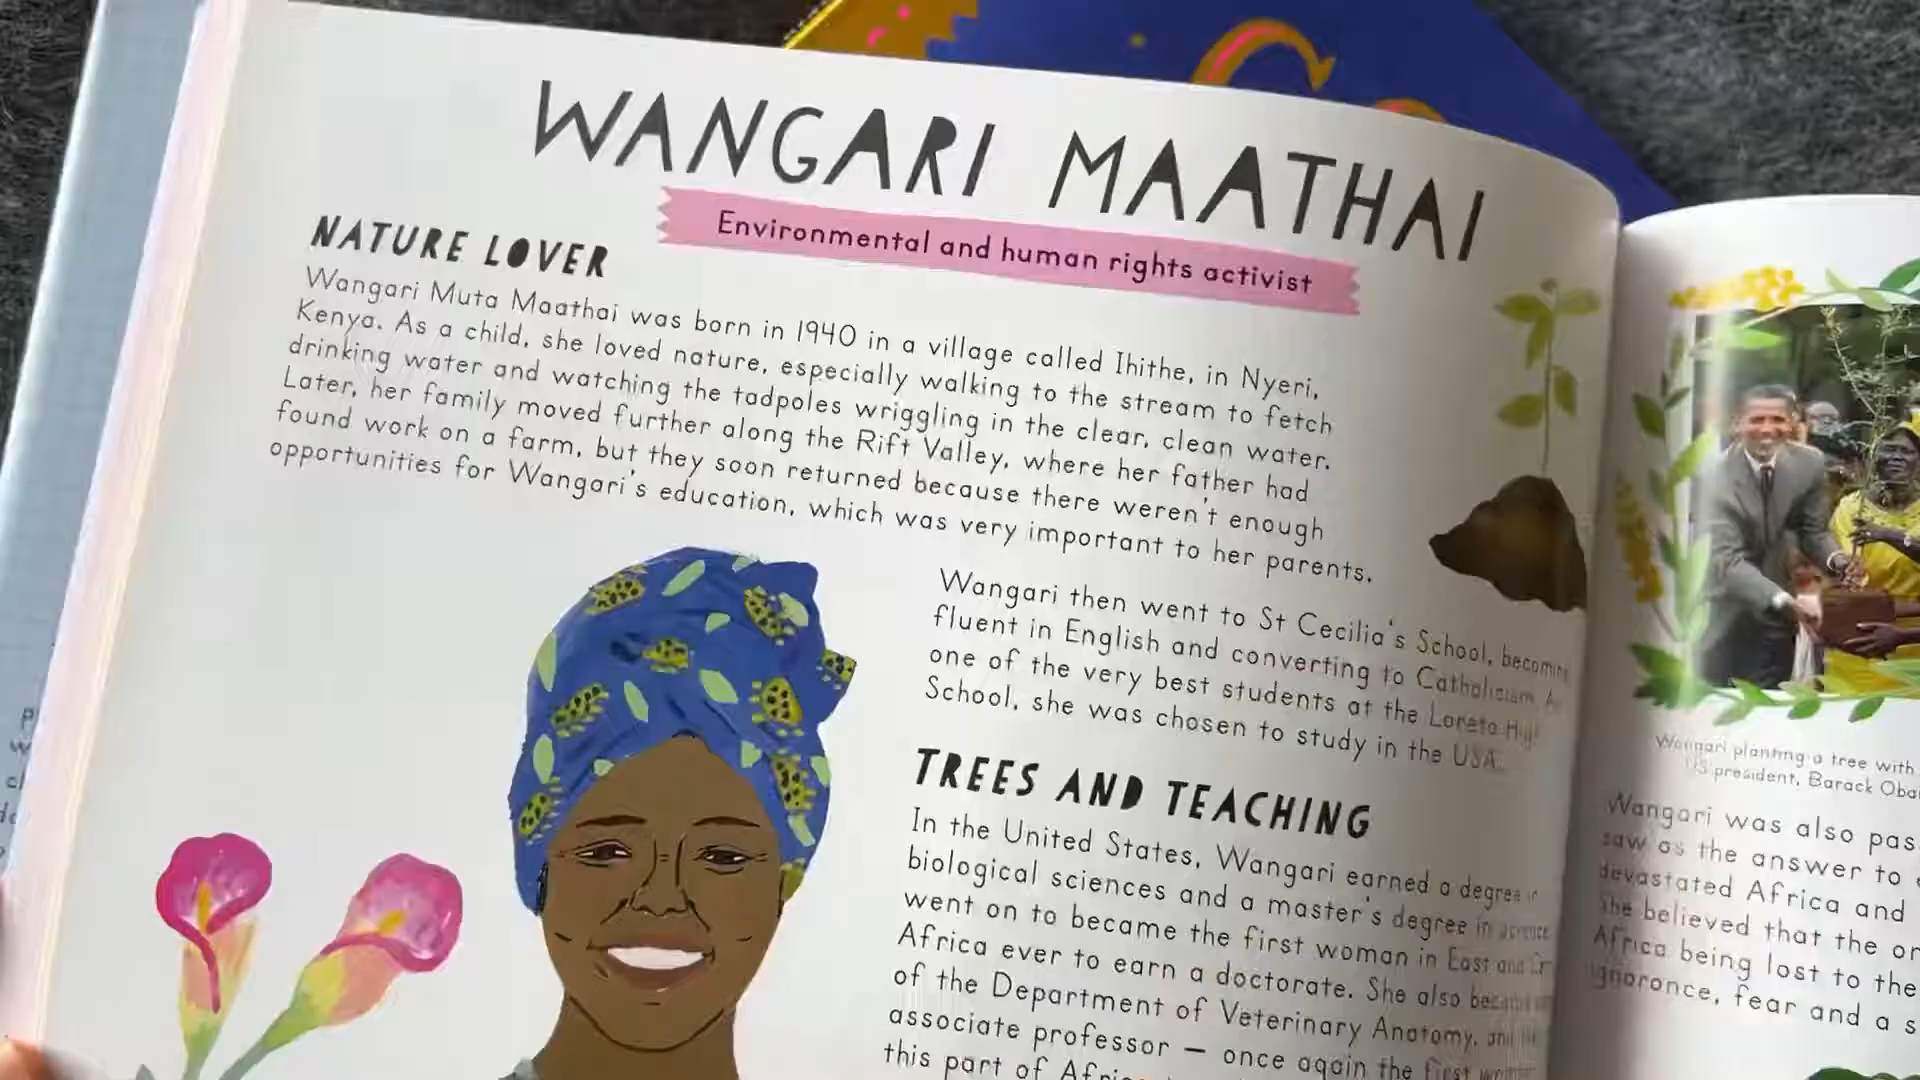 WANGARI MAATHAI
Environmental and human rights activist
NATURE LOVER
Wangari Muta Maathai was born in 1940 in a village called Ihithe, in Nyeri,
Kenya. As a child, she loved nature, especially walking to the stream to fetch
drinking water and watching the tadpoles wriggling in the clear, clean water.
Later, her family moved further along the Rift Valley, where her father had
found work on a farm, but they soon returned because there weren't enough
opportunities for Wangari's education, which was very important to her parents.
Wangari then went to St Cecilia's School, becoming
fluent in English and converting to Catholicism. As
one of the very best students at the Loreto High
School, she was chosen to study in the USA.
TREES AND TEACHING
In the United States, Wangari earned a degree in
biological sciences and a master's degree in science
went on to became the first woman in East and
Africa ever to earn a doctorate. She also became
of the Department of Veterinary Anatomy, and
associate professor – once again the first woman
this part of Africa
Wangari planting a tree with
US president, Barack
Wangari was also
saw as the answer to
devastated Africa and
She believed that the
Africa being lost to the
ignorance, fear and a